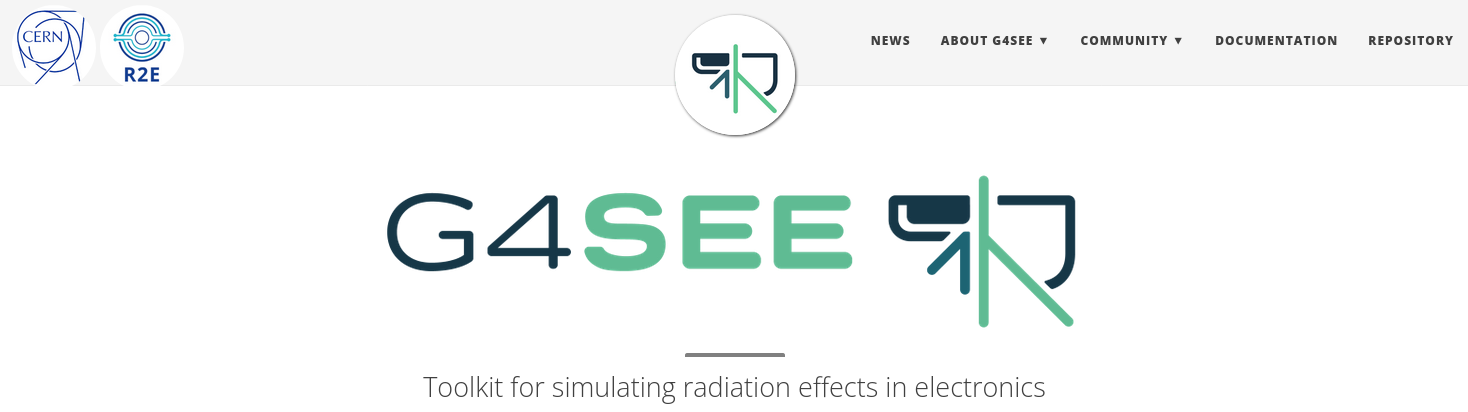 CERN
R2E
NEWS
ABOUT G4SEE ▼
COMMUNITY ▼
DOCUMENTATION
REPOSITORY
G4SEE
Toolkit for simulating radiation effects in electronics